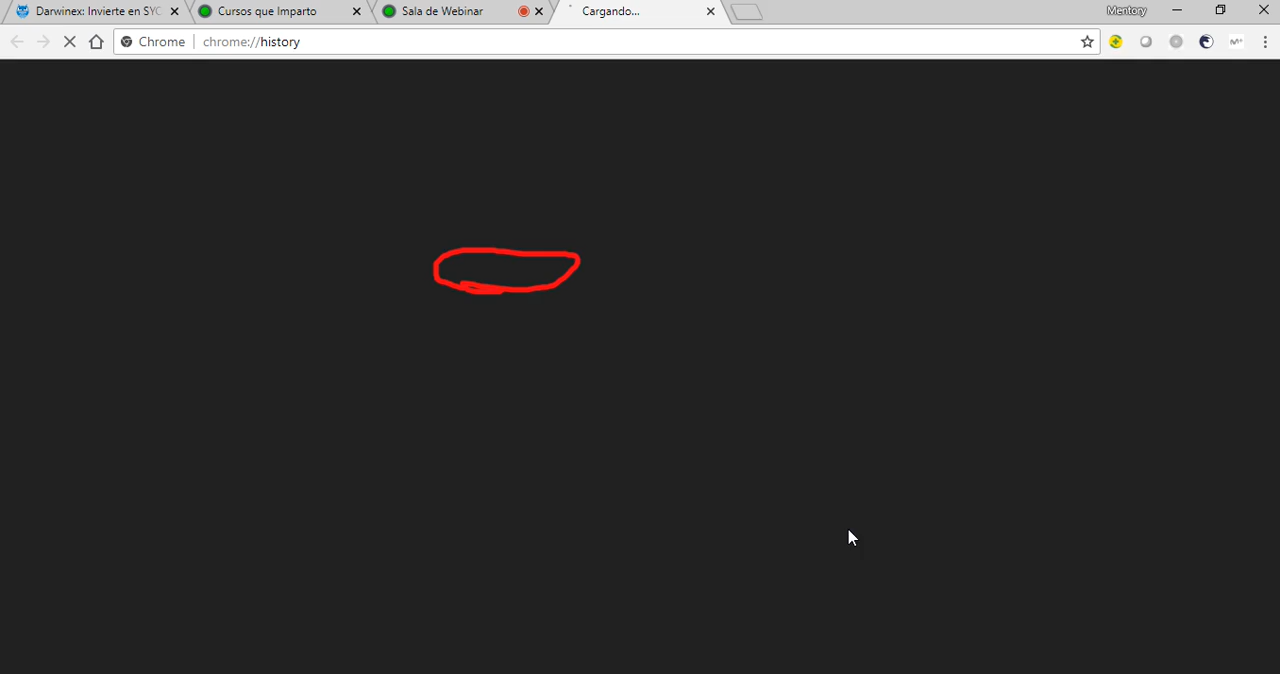 Darwinex: Invierte en SYC
Cursos que Imparto
Sala de Webinar
Cargando...
Mentory
Chrome
chrome://history
M+